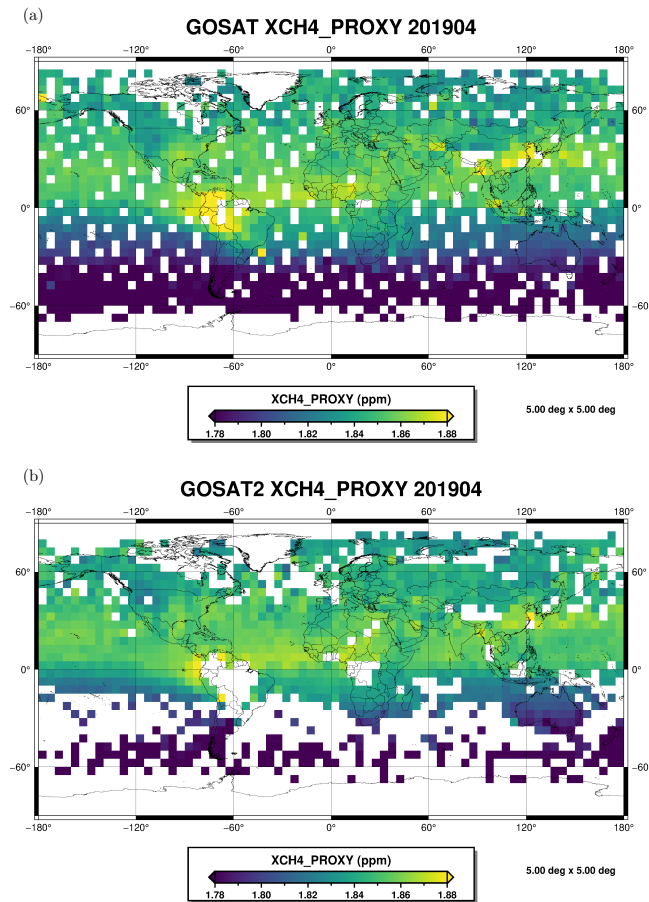 (a)
GOSAT XCH4_PROXY 201904
−180° −120° −60° 0° 60° 120° 180°
60° 60°
0° 0°
−60° −60
−180° −120° −60° 0° 60° 120° 180°
XCH4_PROXY (ppm)
5.00 deg x 5.00 deg
1.78 1.80 1.82 1.84 1.86 1.88
(b)
GOSAT2 XCH4_PROXY 201904
−180° −120° −60° 0° 60° 120° 180°
60° 60°
0° 0°
−60° −60
−180° −120° −60° 0° 60° 120° 180°
XCH4_PROXY (ppm)
5.00 deg x 5.00 deg
1.78 1.80 1.82 1.84 1.86 1.88